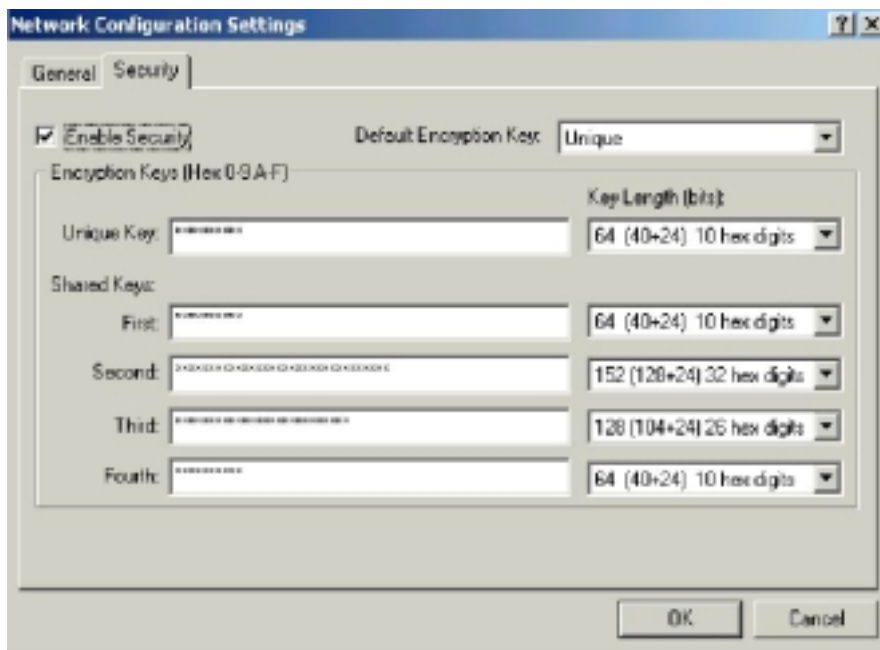 Network Configuration Settings
General Security
Enable Security Default Encryption Key: Unique
Encryption Keys (Hex 0-9,A-F)
Key Length (bits):
Unique Key: ********** 64 (40+24) 10 hex digits
Shared Keys:
First: ********** 64 (40+24) 10 hex digits
Second: ******************************** 152 (128+24) 32 hex digits
Third: ************************** 128 (104+24) 26 hex digits
Fourth: ********** 64 (40+24) 10 hex digits
OK Cancel